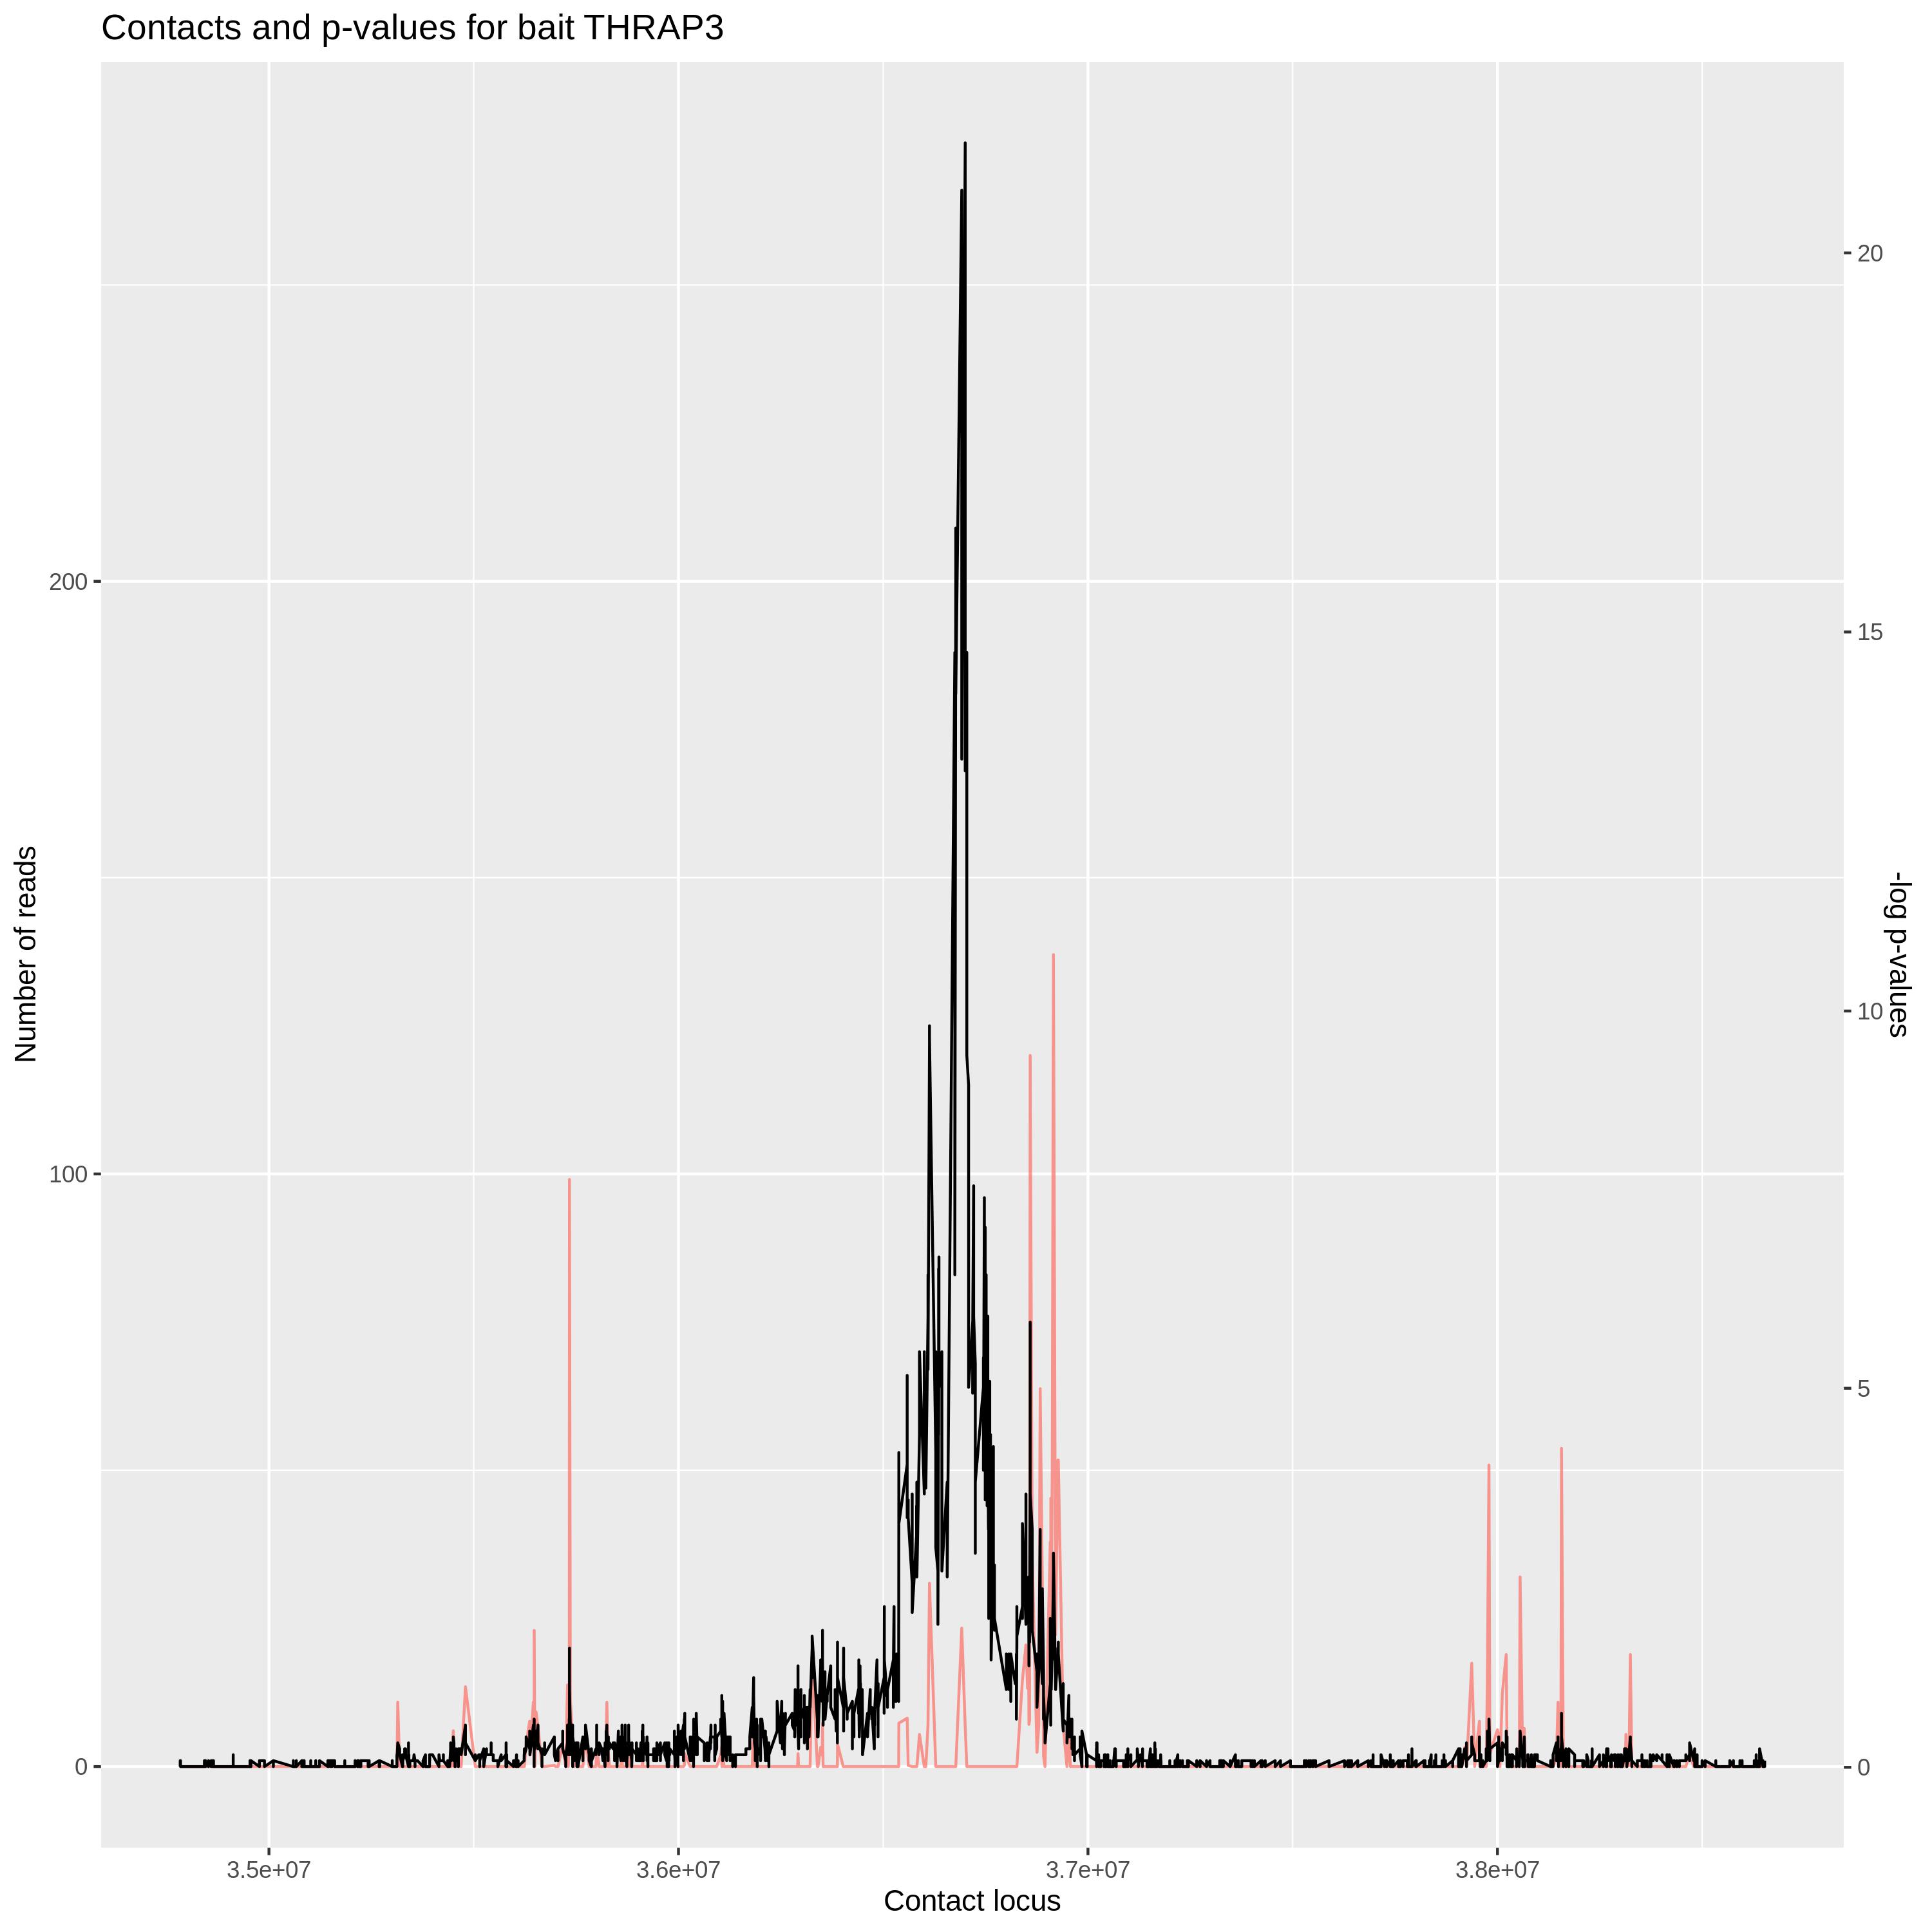 Contacts and p-values for bait THRAP3
Number of reads
200
100
0
20
15
10
5
0
-log p-values
3.5e+07 3.6e+07 3.7e+07 3.8e+07
Contact locus